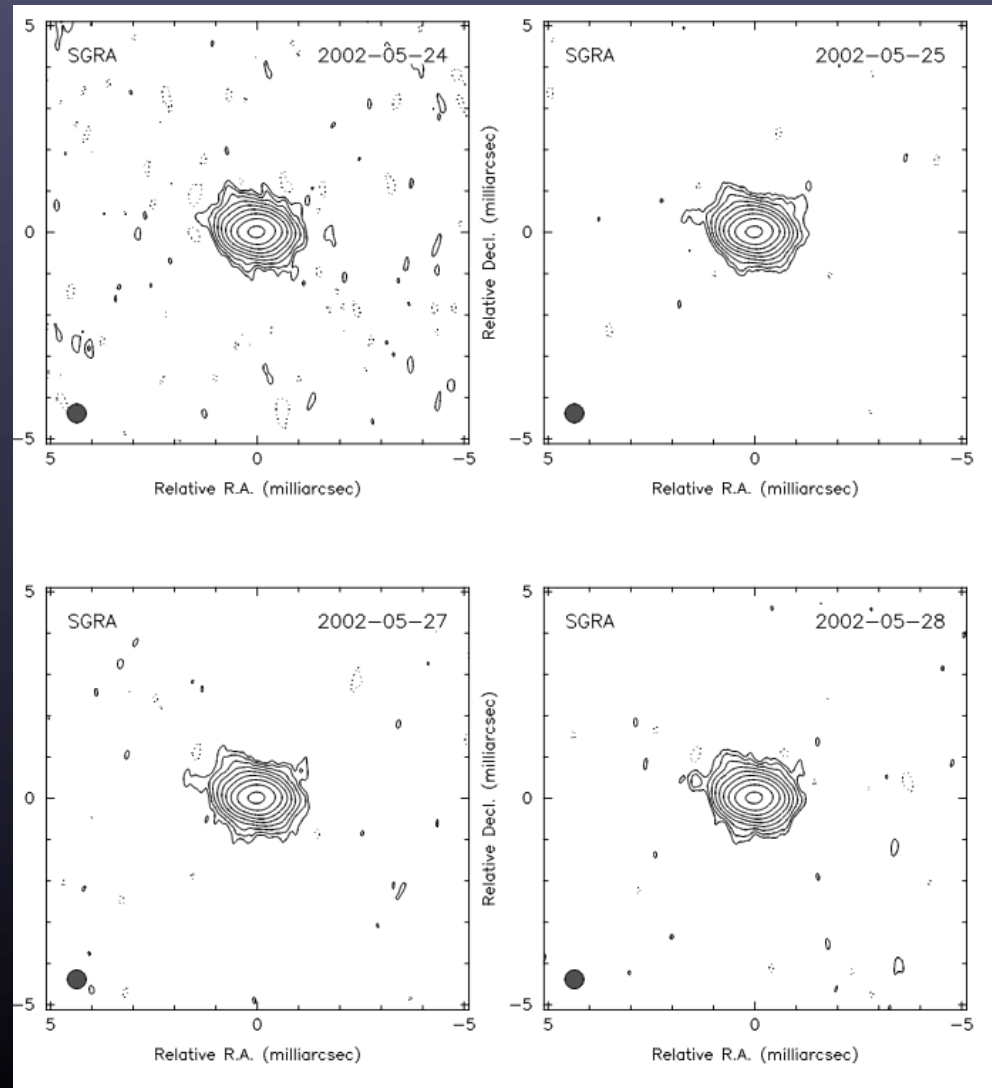 5
SGRA 2002-05-24
0
-5
5 0 -5
Relative R.A. (milliarcsec)
Relative Decl. (milliarcsec)
5
SGRA 2002-05-25
0
-5
5 0 -5
Relative R.A. (milliarcsec)
5
SGRA 2002-05-27
0
-5
5 0 -5
Relative R.A. (milliarcsec)
Relative Decl. (milliarcsec)
5
SGRA 2002-05-28
0
-5
5 0 -5
Relative R.A. (milliarcsec)